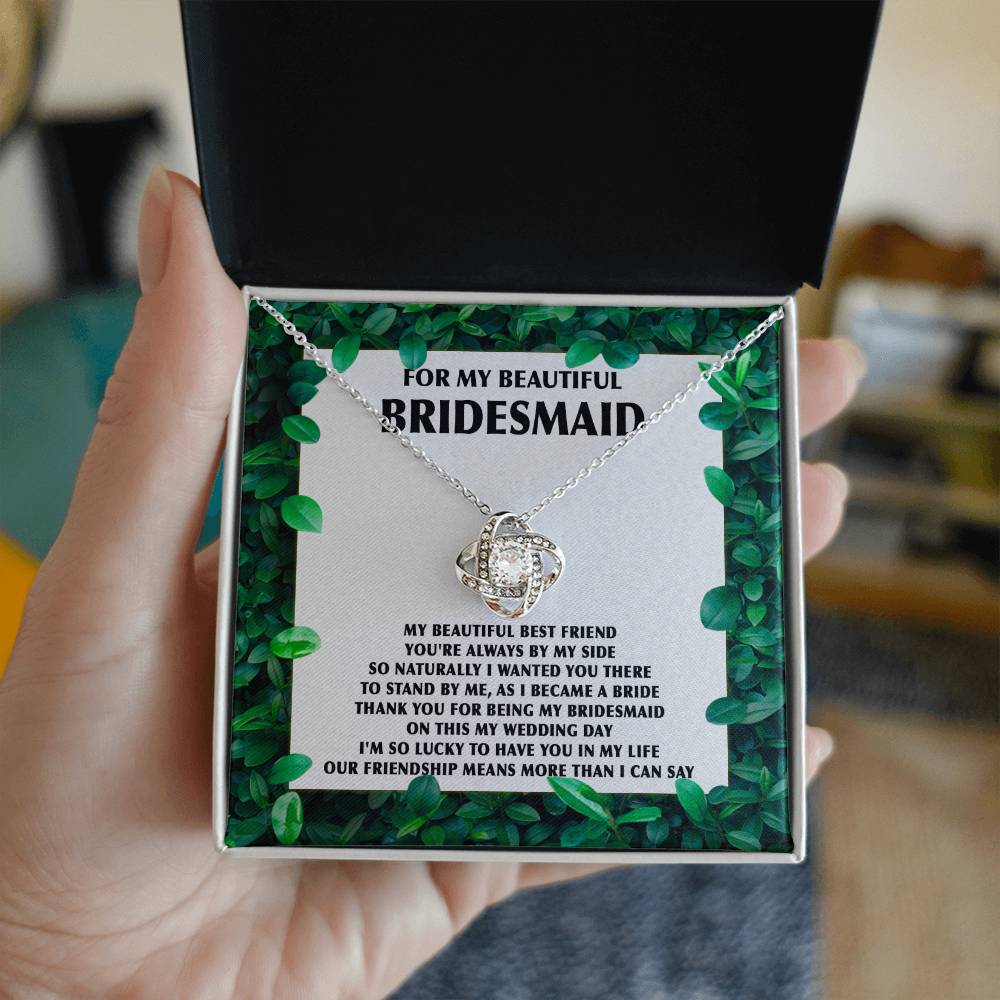 FOR MY BEAUTIFUL
BRIDESMAID
MY BEAUTIFUL BEST FRIEND
YOU'RE ALWAYS BY MY SIDE
SO NATURALLY I WANTED YOU THERE
TO STAND BY ME, AS I BECAME A BRIDE
THANK YOU FOR BEING MY BRIDESMAID
ON THIS MY WEDDING DAY
I'M SO LUCKY TO HAVE YOU IN MY LIFE
OUR FRIENDSHIP MEANS MORE THAN I CAN SAY